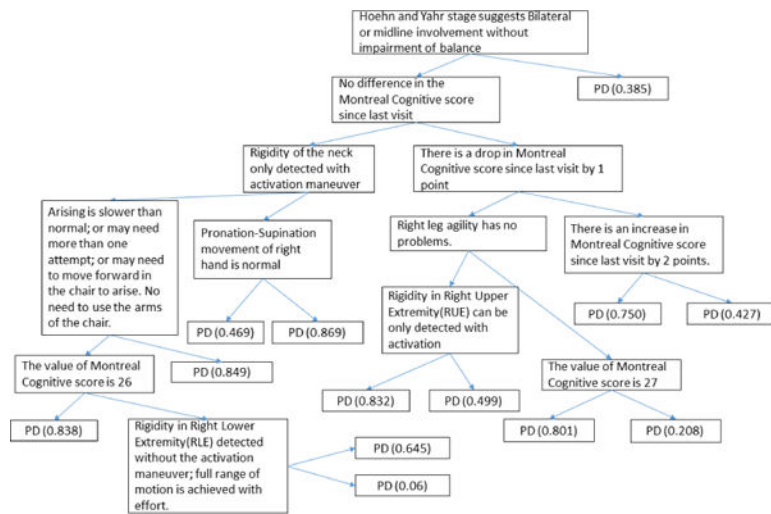 Hoehn and Yahr stage suggests Bilateral
or midline involvement without
impairment of balance
No difference in the
Montreal Cognitive score
since last visit
PD (0.385)
Rigidity of the neck
only detected with
activation maneuver
There is a drop in Montreal
Cognitive score since last visit by 1
point
Arising is slower than
normal; or may need
more than one
attempt; or may need
to move forward in
the chair to arise. No
need to use the arms
of the chair.
Pronation-Supination
movement of right
hand is normal
Right leg agility has no
problems.
There is an increase in
Montreal Cognitive score
since last visit by 2 points.
PD (0.469)
PD (0.869)
Rigidity in Right Upper
Extremity(RUE) can be
only detected with
activation
PD (0.750)
PD (0.427)
The value of Montreal
Cognitive score is 26
PD (0.849)
The value of Montreal
Cognitive score is 27
PD (0.838)
Rigidity in Right Lower
Extremity(RLE) detected
without the activation
maneuver; full range of
motion is achieved with
effort.
PD (0.832)
PD (0.499)
PD (0.801)
PD (0.208)
PD (0.645)
PD (0.06)